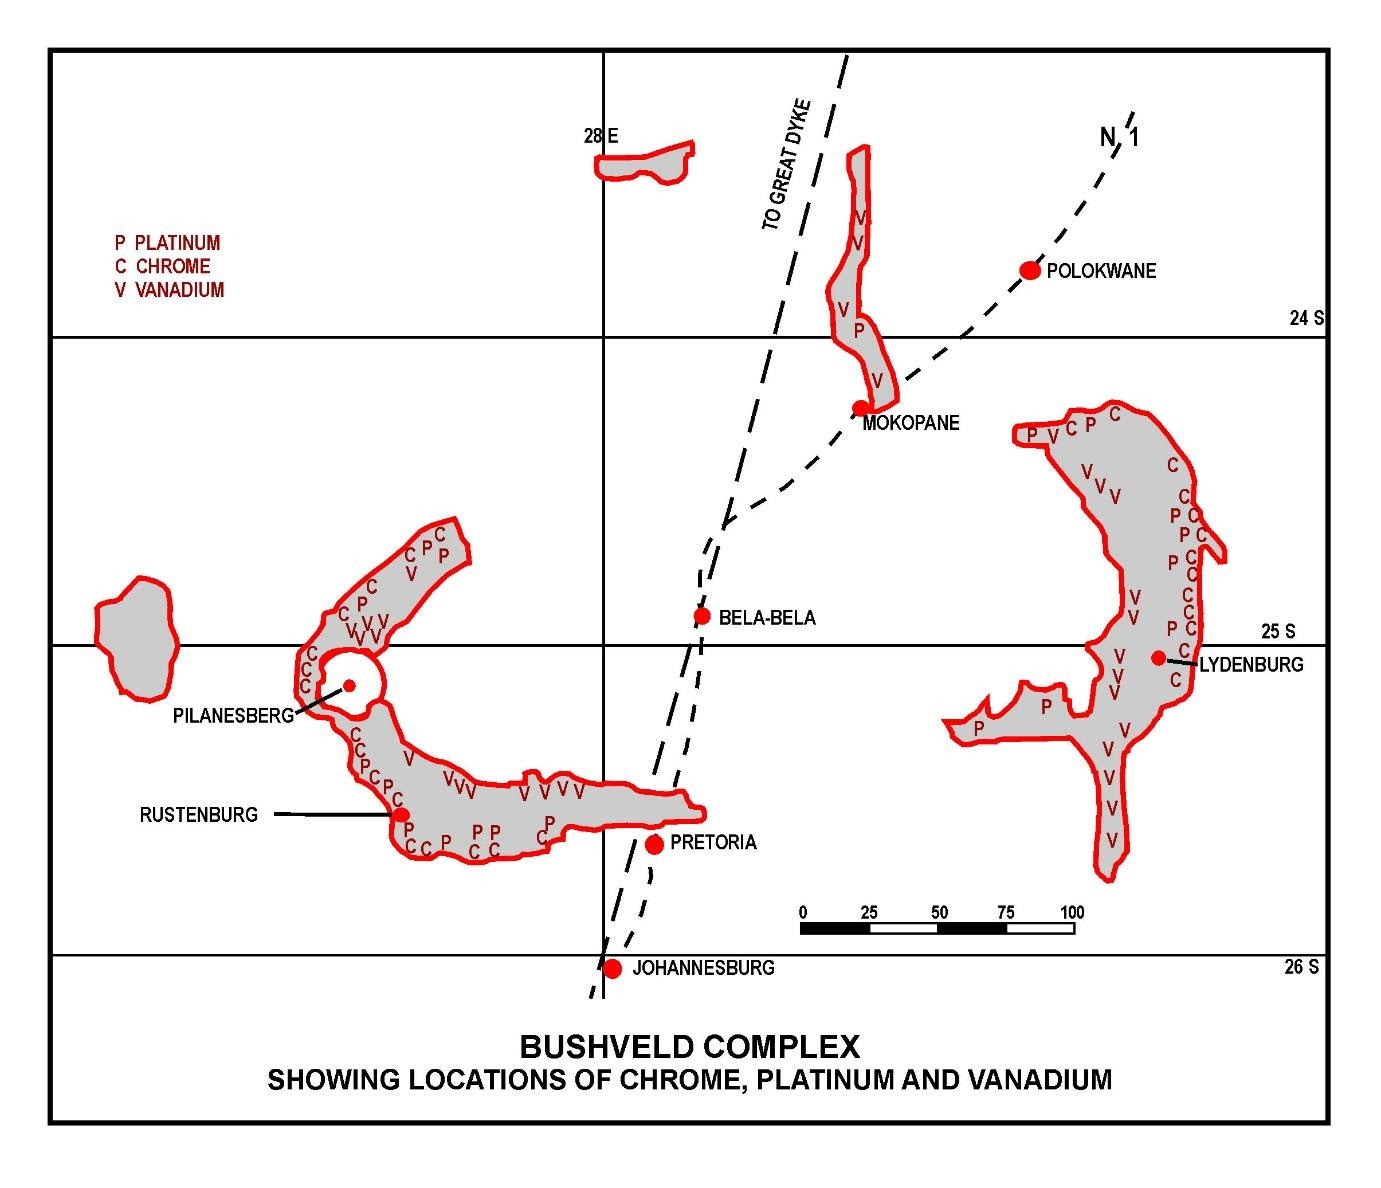 28 E
TO GREAT DYKE
N 1
P PLATINUM
C CHROME
V VANADIUM
V
V
POLOKWANE
V
24 S
P
V
MOKOPANE
P V C P C
V
V
V
C
C
P C
P C
P C
C
C
C
P C
C
C
V
V
V
V
V
C
C P P
V
C
P
C
V V V
V V
C
C
C
BELA-BELA
25 S
LYDENBURG
PILANESBERG
P
P
V
V
V
V
V
C
C
P
C
P
C
V
V V V
V V V V
RUSTENBURG
P
C C P
P P
C C
P
C
PRETORIA
0 25 50 75 100
JOHANNESBURG
26 S
BUSHVELD COMPLEX
SHOWING LOCATIONS OF CHROME, PLATINUM AND VANADIUM